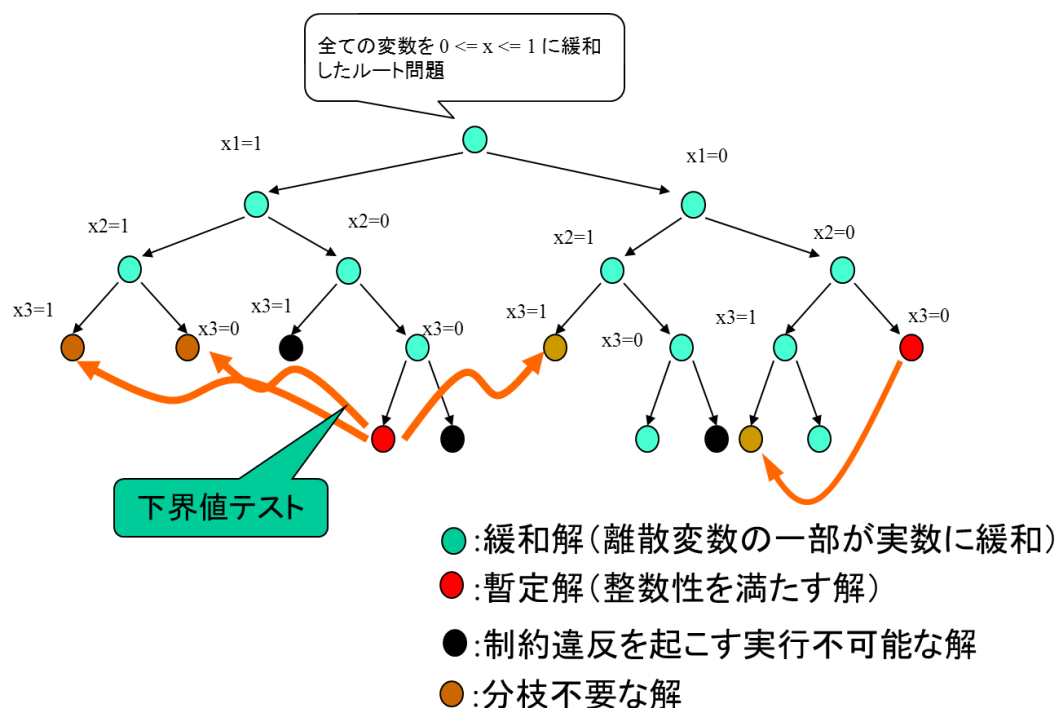 全ての変数を 0 <= x <= 1 に緩和
したルート問題
x1=1
x1=0
x2=1
x2=0
x2=1
x2=0
x3=1
x3=0
x3=1
x3=0
x3=1
x3=0
x3=1
x3=0
下界値テスト
:緩和解(離散変数の一部が実数に緩和)
:暫定解(整数性を満たす解)
:制約違反を起こす実行不可能な解
:分枝不要な解